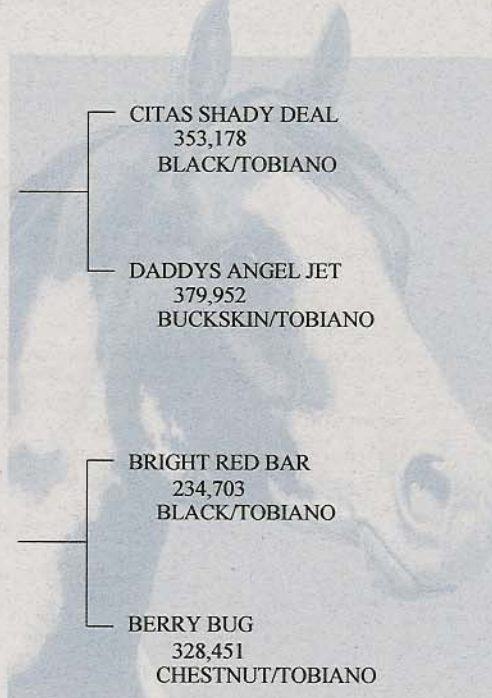 CITAS SHADY DEAL
353,178
BLACK/TOBIANO
DADDYS ANGEL JET
379,952
BUCKSKIN/TOBIANO
BRIGHT RED BAR
234,703
BLACK/TOBIANO
BERRY BUG
328,451
CHESTNUT/TOBIANO